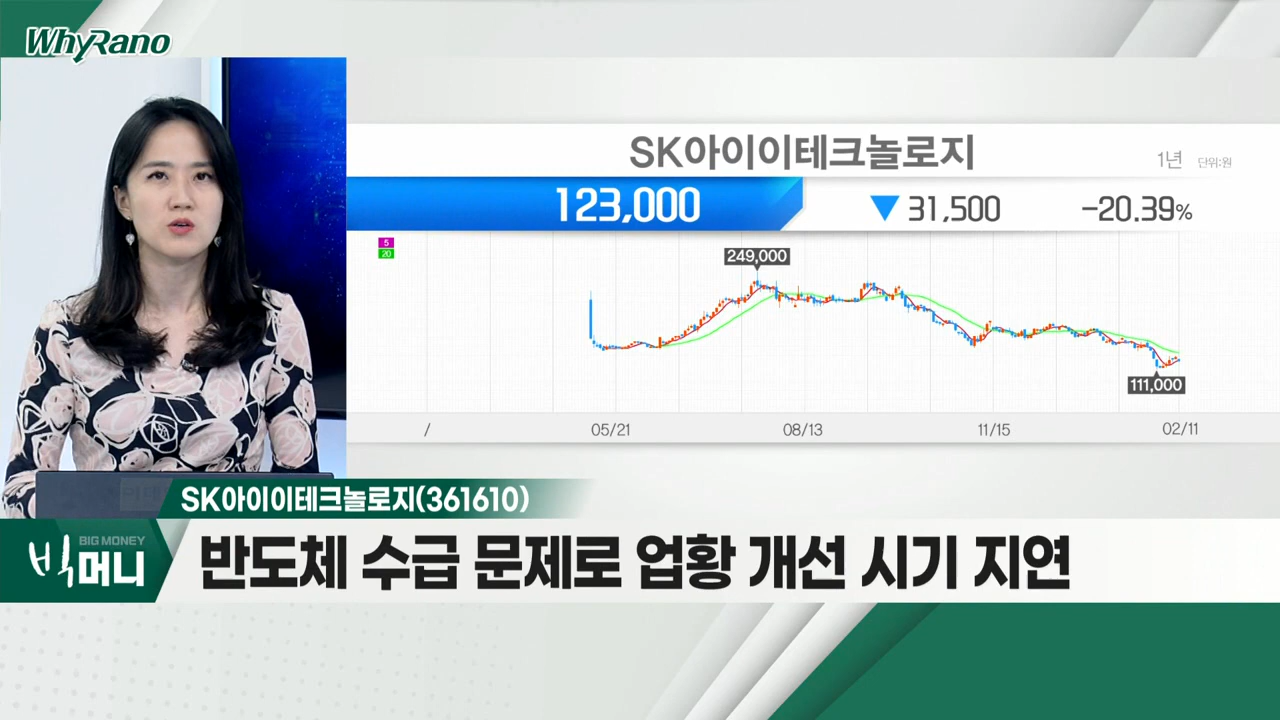 WhyRano
SK아이이테크놀로지
1년 단위:원
123,000 ▼ 31,500 -20.39%
5
20
249,000
111,000
/ 05/21 08/13 11/15 02/11
SK아이이테크놀로지(361610)
BIG MONEY
빅머니
반도체 수급 문제로 업황 개선 시기 지연